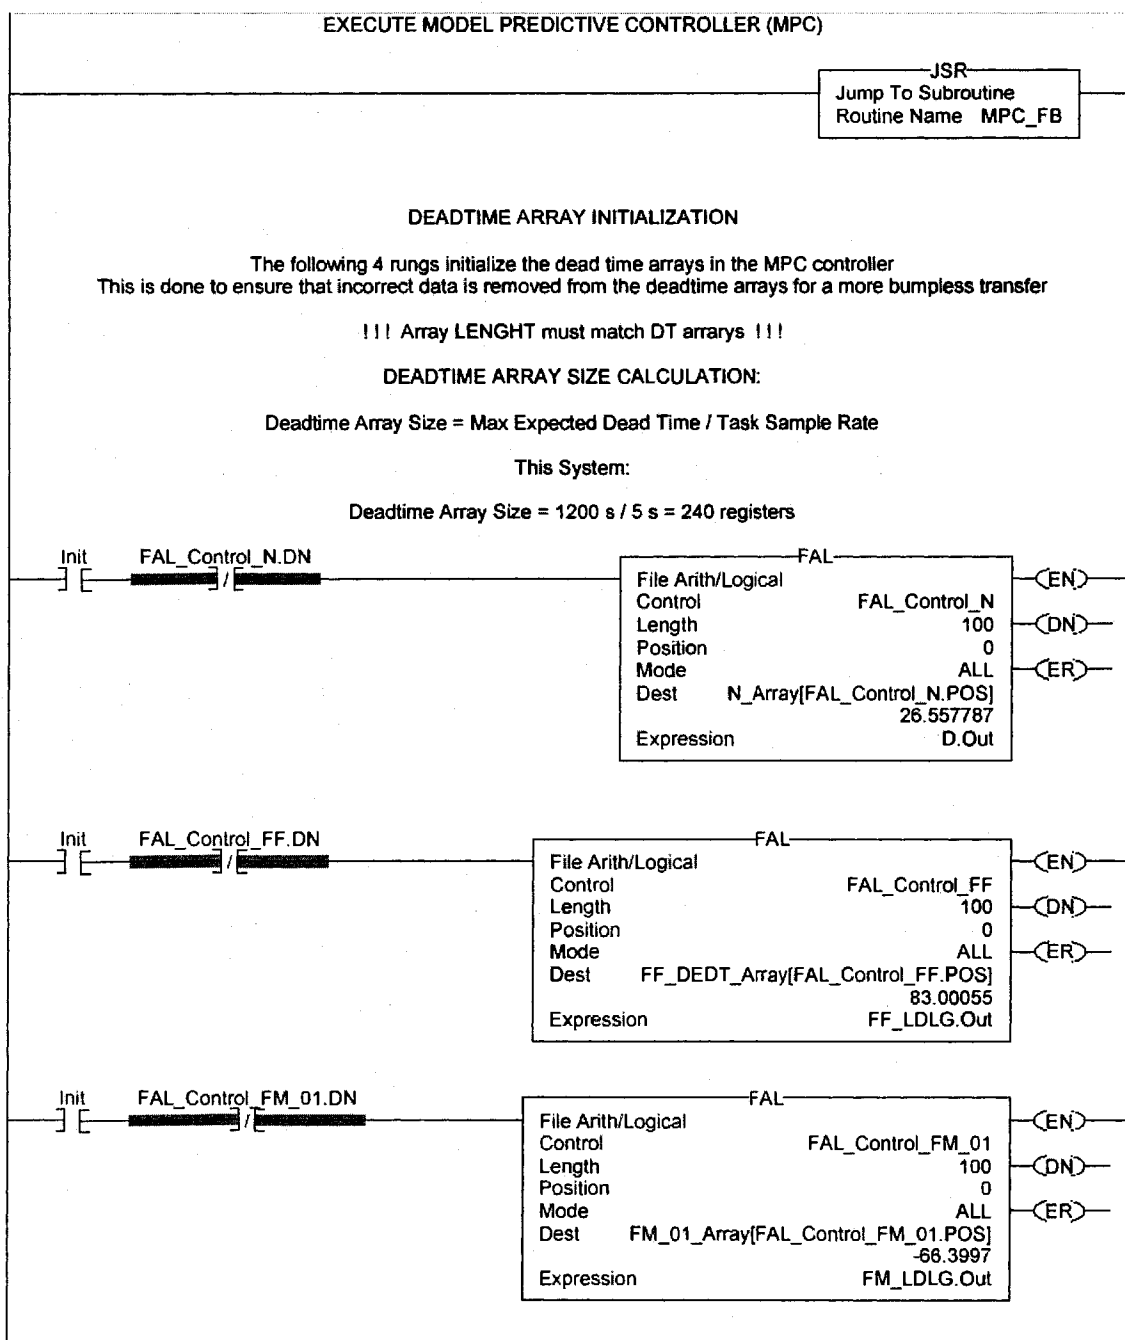 EXECUTE MODEL PREDICTIVE CONTROLLER (MPC)
JSR
Jump To Subroutine
Routine Name MPC_FB
DEADTIME ARRAY INITIALIZATION
The following 4 rungs initialize the dead time arrays in the MPC controller
This is done to ensure that incorrect data is removed from the deadtime arrays for a more bumpless transfer
!!! Array LENGHT must match DT arrarys !!!
DEADTIME ARRAY SIZE CALCULATION:
Deadtime Array Size = Max Expected Dead Time / Task Sample Rate
This System:
Deadtime Array Size = 1200 s / 5 s = 240 registers
Init FAL_Control_N.DN
FAL
File Arith/Logical EN
Control FAL_Control_N
Length 100 DN
Position 0
Mode ALL ER
Dest N_Array[FAL_Control_N.POS]
26.557787
Expression D.Out
Init FAL_Control_FF.DN
FAL
File Arith/Logical EN
Control FAL_Control_FF
Length 100 DN
Position 0
Mode ALL ER
Dest FF_DEDT_Array[FAL_Control_FF.POS]
83.00055
Expression FF_LDLG.Out
Init FAL_Control_FM_01.DN
FAL
File Arith/Logical EN
Control FAL_Control_FM_01
Length 100 DN
Position 0
Mode ALL ER
Dest FM_01_Array[FAL_Control_FM_01.POS]
-66.3997
Expression FM_LDLG.Out